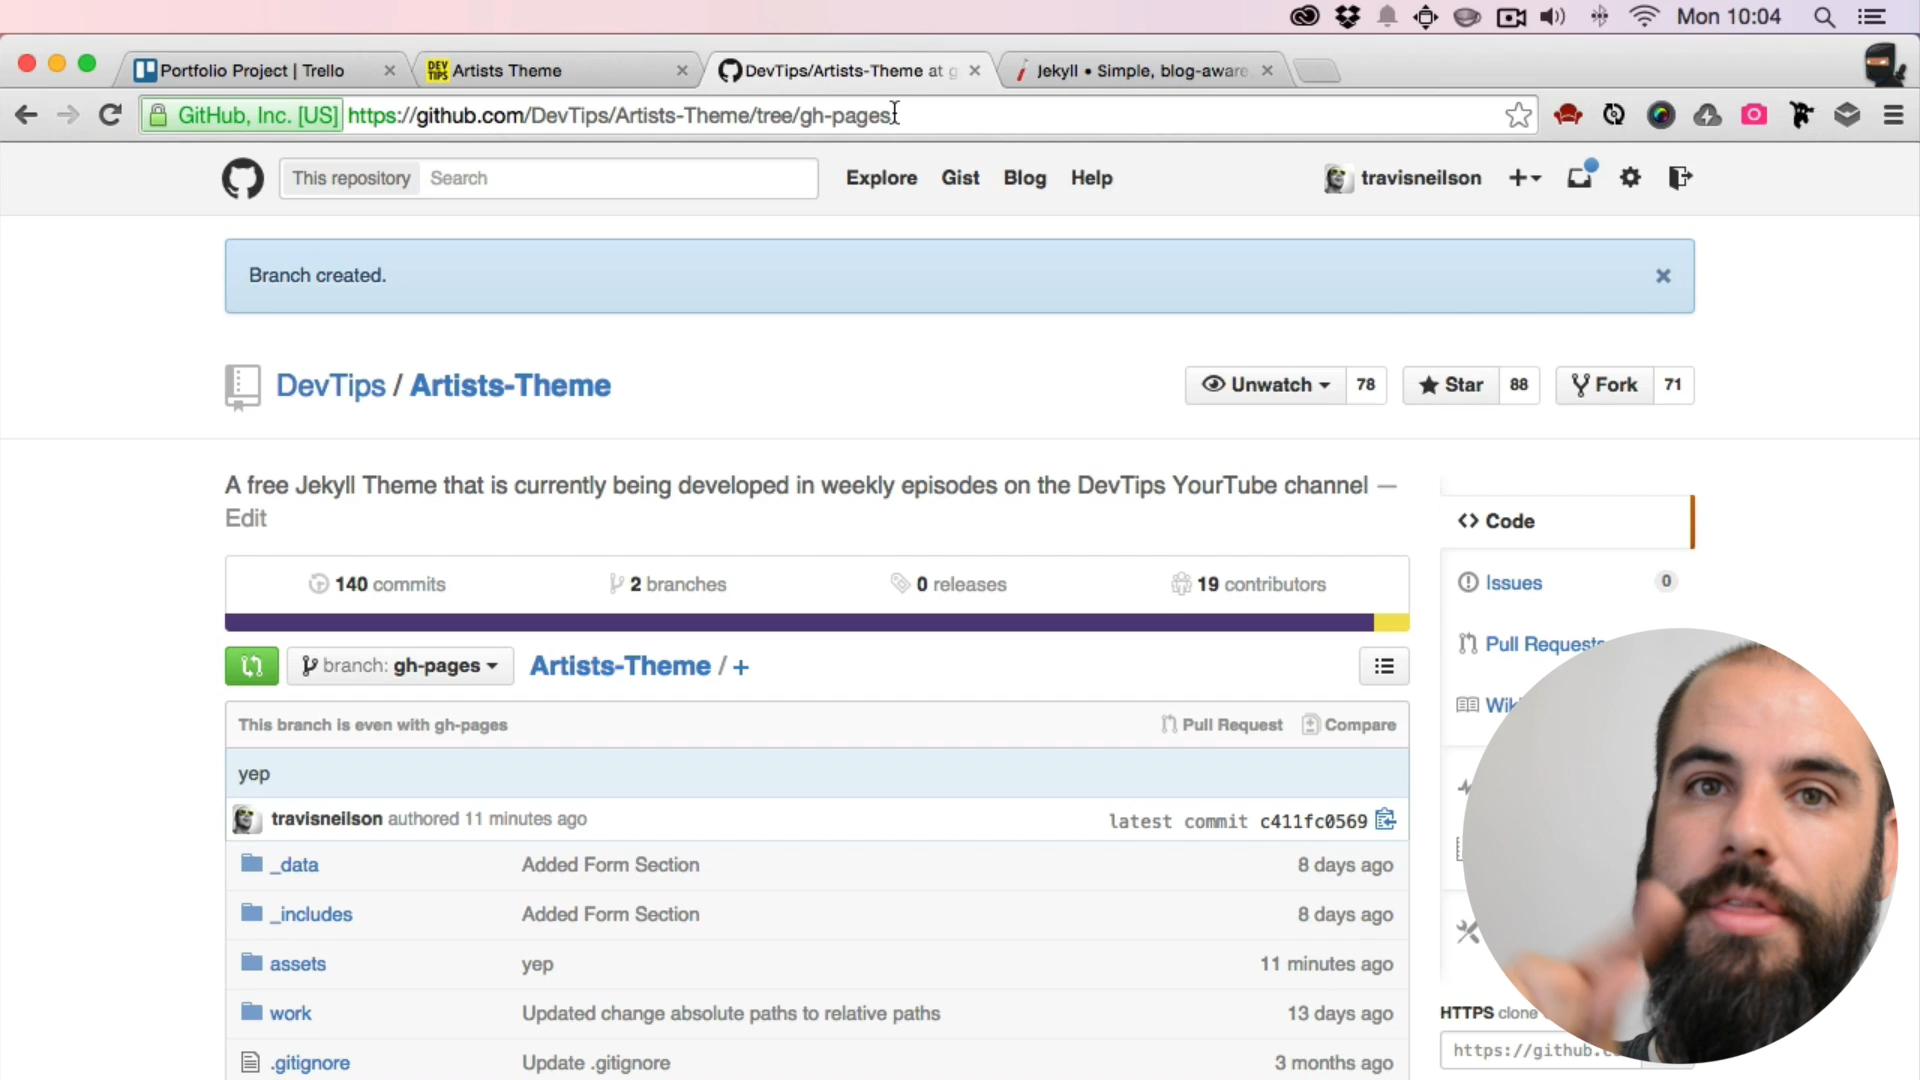 Mon 10:04
Portfolio Project | Trello
DEV TIPS Artists Theme
DevTips/Artists-Theme at g
Jekyll • Simple, blog-aware,
GitHub, Inc. [US] https://github.com/DevTips/Artists-Theme/tree/gh-pages
This repository Search
Explore Gist Blog Help
travisneilson
Branch created.
DevTips / Artists-Theme
Unwatch 78
Star 88
Fork 71
A free Jekyll Theme that is currently being developed in weekly episodes on the DevTips YourTube channel —
Edit
Code
140 commits 2 branches 0 releases 19 contributors
Issues 0
Pull Requests
branch: gh-pages Artists-Theme / +
This branch is even with gh-pages Pull Request Compare
yep
travisneilson authored 11 minutes ago latest commit c411fc0569
_data Added Form Section 8 days ago
_includes Added Form Section 8 days ago
assets yep 11 minutes ago
work Updated change absolute paths to relative paths 13 days ago
HTTPS clone
.gitignore Update .gitignore 3 months ago
https://github.c